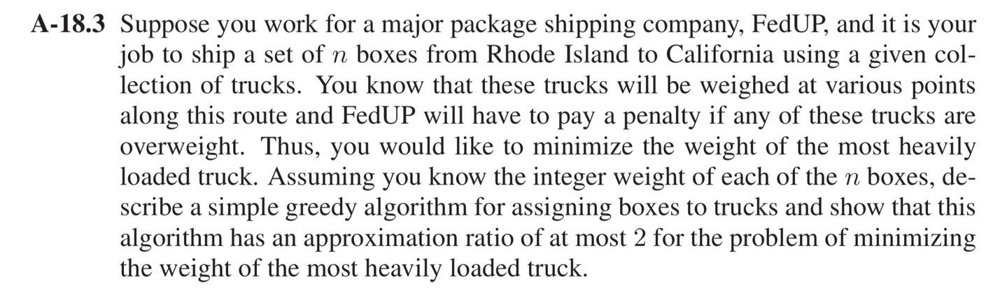 A-18.3 Suppose you work for a major package shipping company, FedUP, and it is your
job to ship a set of n boxes from Rhode Island to California using a given col-
lection of trucks. You know that these trucks will be weighed at various points
along this route and FedUP will have to pay a penalty if any of these trucks are
overweight. Thus, you would like to minimize the weight of the most heavily
loaded truck. Assuming you know the integer weight of each of the n boxes, de-
scribe a simple greedy algorithm for assigning boxes to trucks and show that this
algorithm has an approximation ratio of at most 2 for the problem of minimizing
the weight of the most heavily loaded truck.